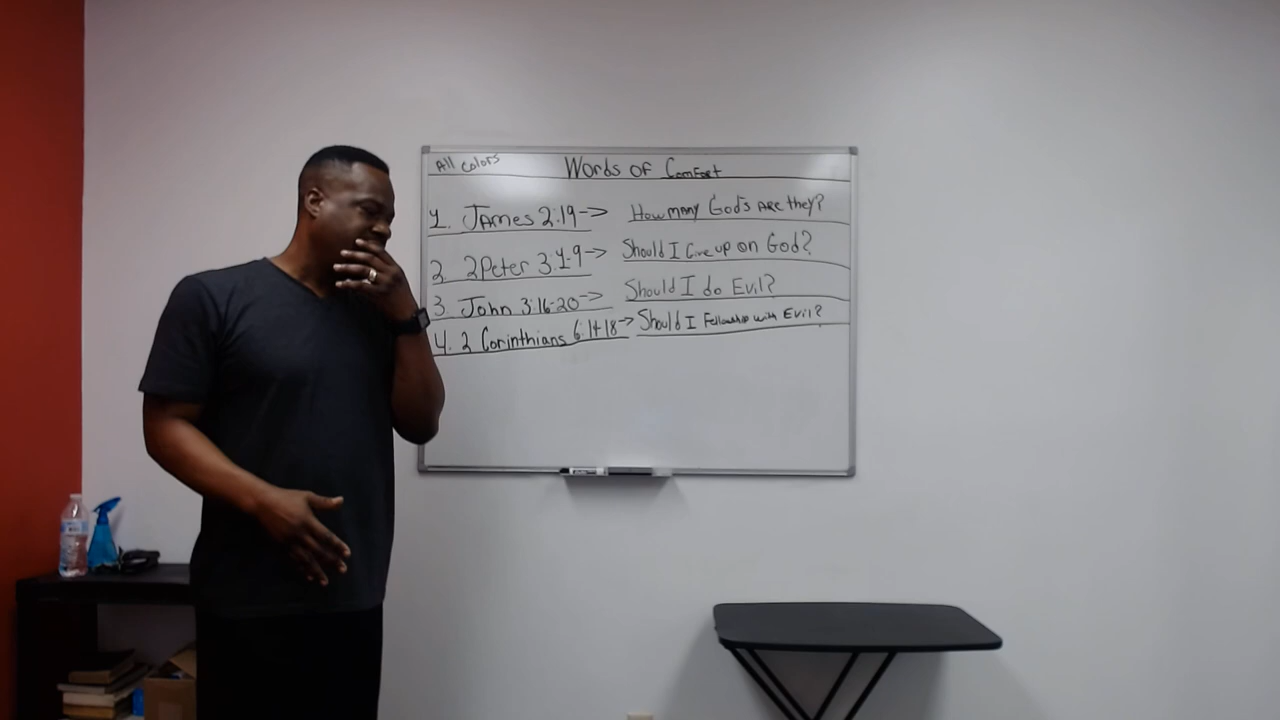 All Colors
Words of Comfort
1. JAmes 2:19-> How many God's ARe they?
2. 2Peter 3:1-9-> Should I Give up on God?
3 John 3:16-20-> Should I do Evil?
4. 2 Corinthians 6:14-18-> Should I Fellowship with Evil?